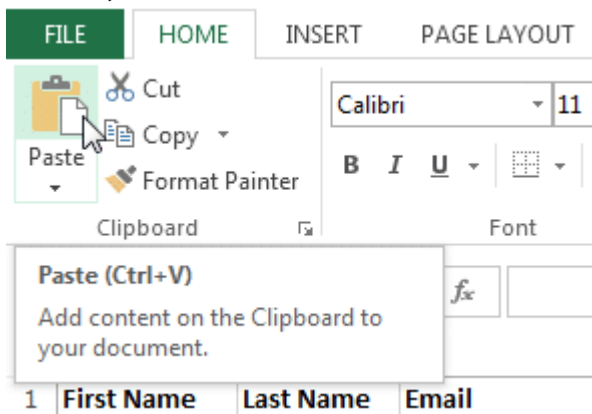 FILE HOME INSERT PAGE LAYOUT
Cut
Calibri 11
Copy
Paste
B I U
Format Painter
Clipboard Font
Paste (Ctrl+V)
fx
Add content on the Clipboard to
your document.
1 First Name Last Name Email